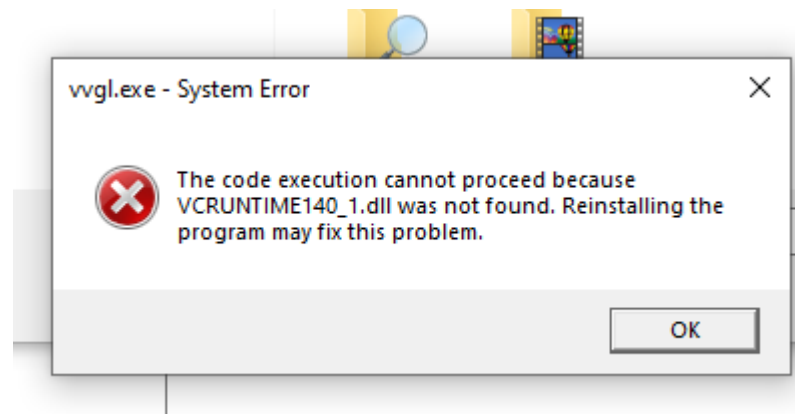 vvgl.exe - System Error
The code execution cannot proceed because
VCRUNTIME140_1.dll was not found. Reinstalling the
program may fix this problem.
OK